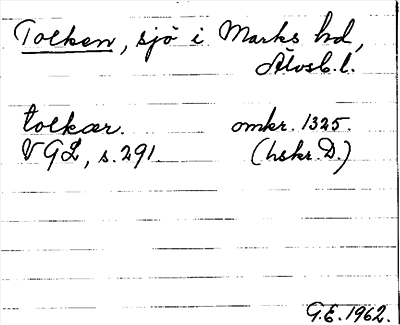 Tolken, sjö i Marks hd,
Älvsb. l.
tolkær. omkr. 1325.
VGL, s. 291. (hskr. D.)
G.E. 1962.